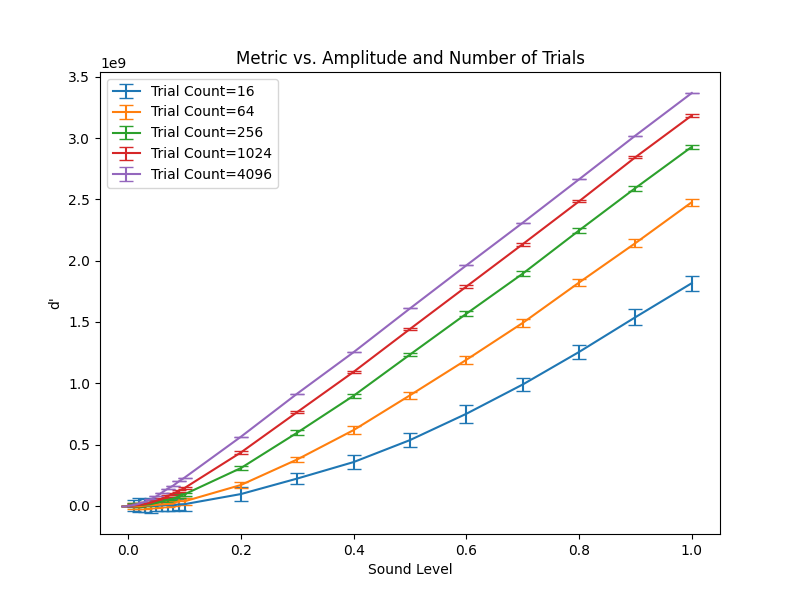 Metric vs. Amplitude and Number of Trials
1e9
3.5
3.0
2.5
2.0
1.5
1.0
0.5
0.0
d'
Trial Count=16
Trial Count=64
Trial Count=256
Trial Count=1024
Trial Count=4096
0.0 0.2 0.4 0.6 0.8 1.0
Sound Level